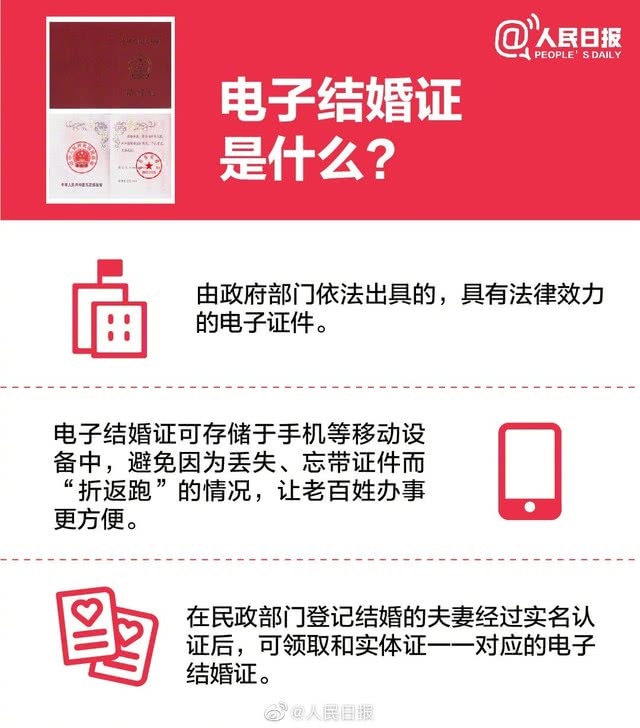 @人民日报
PEOPLE'S DAILY
电子结婚证
是什么?
由政府部门依法出具的，具有法律效力
的电子证件。
电子结婚证可存储于手机等移动设
备中，避免因为丢失、忘带证件而
“折返跑”的情况，让老百姓办事
更方便。
在民政部门登记结婚的夫妻经过实名认
证后，可领取和实体证一一对应的电子
结婚证。
@人民日报